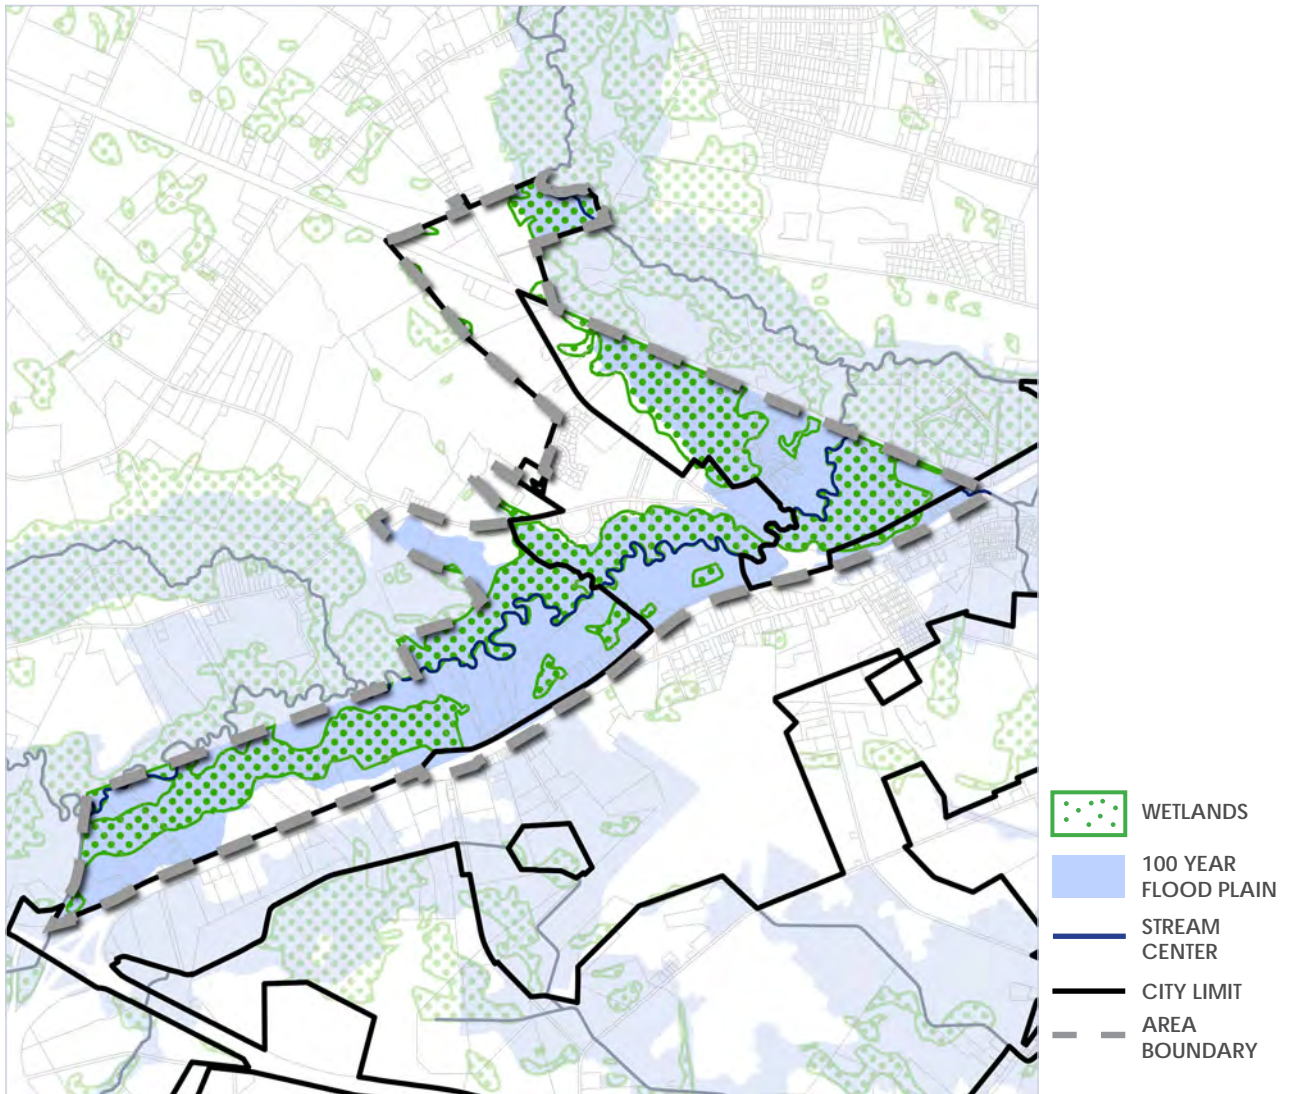 WETLANDS
100 YEAR
FLOOD PLAIN
STREAM
CENTER
CITY LIMIT
AREA
BOUNDARY